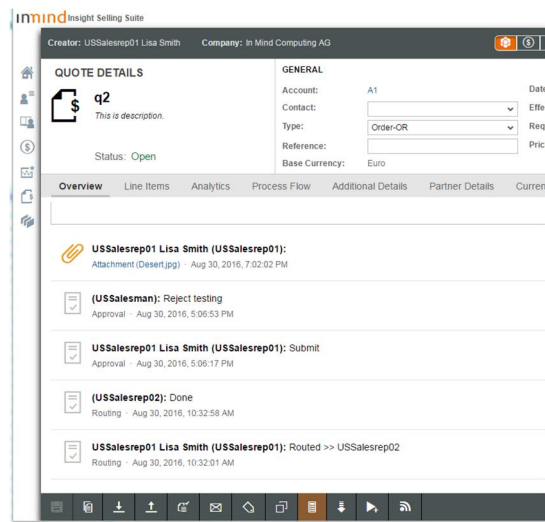 inmind Insight Selling Suite
Creator: USSalesrep01 Lisa Smith Company: In Mind Computing AG
QUOTE DETAILS
q2
This is description.
Status: Open
GENERAL
Account: A1
Contact:
Type: Order-OR
Reference:
Base Currency: Euro
Date
Effe
Req
Pric
Overview Line Items Analytics Process Flow Additional Details Partner Details Curren
USSalesrep01 Lisa Smith (USSalesrep01):
Attachment (Desert.jpg) · Aug 30, 2016, 7:02:02 PM
(USSalesman): Reject testing
Approval · Aug 30, 2016, 5:06:53 PM
USSalesrep01 Lisa Smith (USSalesrep01): Submit
Approval · Aug 30, 2016, 5:06:17 PM
(USSalesrep02): Done
Routing · Aug 30, 2016, 10:32:58 AM
USSalesrep01 Lisa Smith (USSalesrep01): Routed >> USSalesrep02
Routing · Aug 30, 2016, 10:32:01 AM